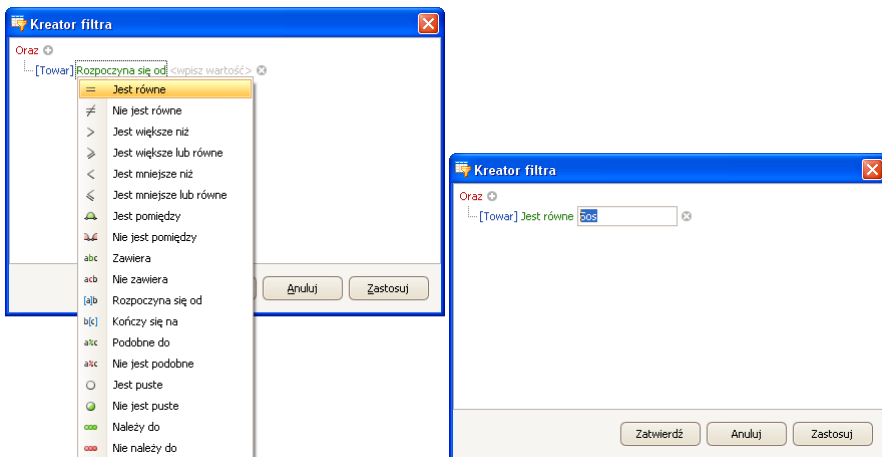 Kreator filtra
Oraz
[Towar] Rozpoczyna się od <wpisz wartość>
Jest równe
Nie jest równe
Jest większe niż
Jest większe lub równe
Jest mniejsze niż
Jest mniejsze lub równe
Jest pomiędzy
Nie jest pomiędzy
abc Zawiera
acb Nie zawiera
[a]b Rozpoczyna się od
b[c] Kończy się na
a%c Podobne do
a%c Nie jest podobne
Jest puste
Nie jest puste
Należy do
Nie należy do
Anuluj Zastosuj
Kreator filtra
Oraz
[Towar] Jest równe Sos
Zatwierdź Anuluj Zastosuj